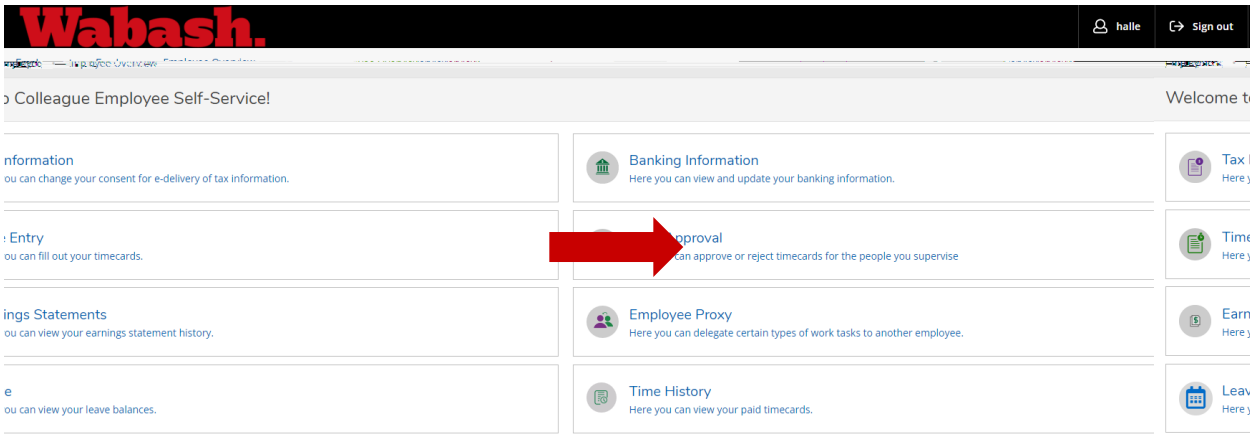 Wabash.
halle
Sign out
o Colleague Employee Self-Service!
Welcome t
nformation
ou can change your consent for e-delivery of tax information.
Banking Information
Here you can view and update your banking information.
Tax
Here y
Entry
ou can fill out your timecards.
pproval
can approve or reject timecards for the people you supervise
Time
Here y
ings Statements
ou can view your earnings statement history.
Employee Proxy
Here you can delegate certain types of work tasks to another employee.
Earn
Here y
e
ou can view your leave balances.
Time History
Here you can view your paid timecards.
Leav
Here y